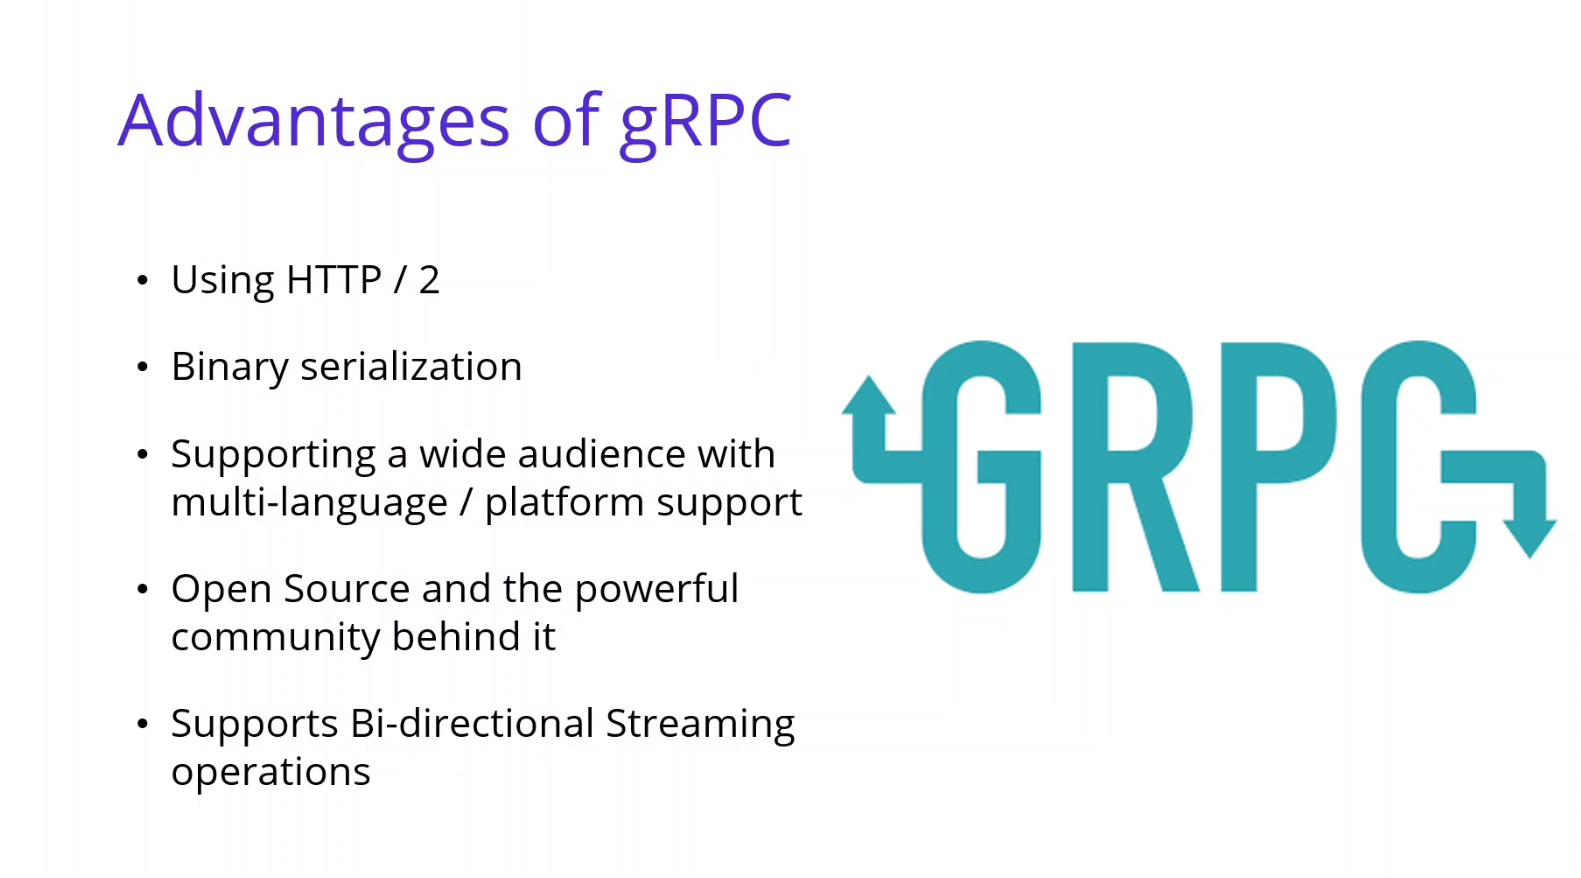 Advantages of gRPC
• Using HTTP / 2
• Binary serialization
• Supporting a wide audience with
multi-language / platform support
• Open Source and the powerful
community behind it
• Supports Bi-directional Streaming
operations
GRPC